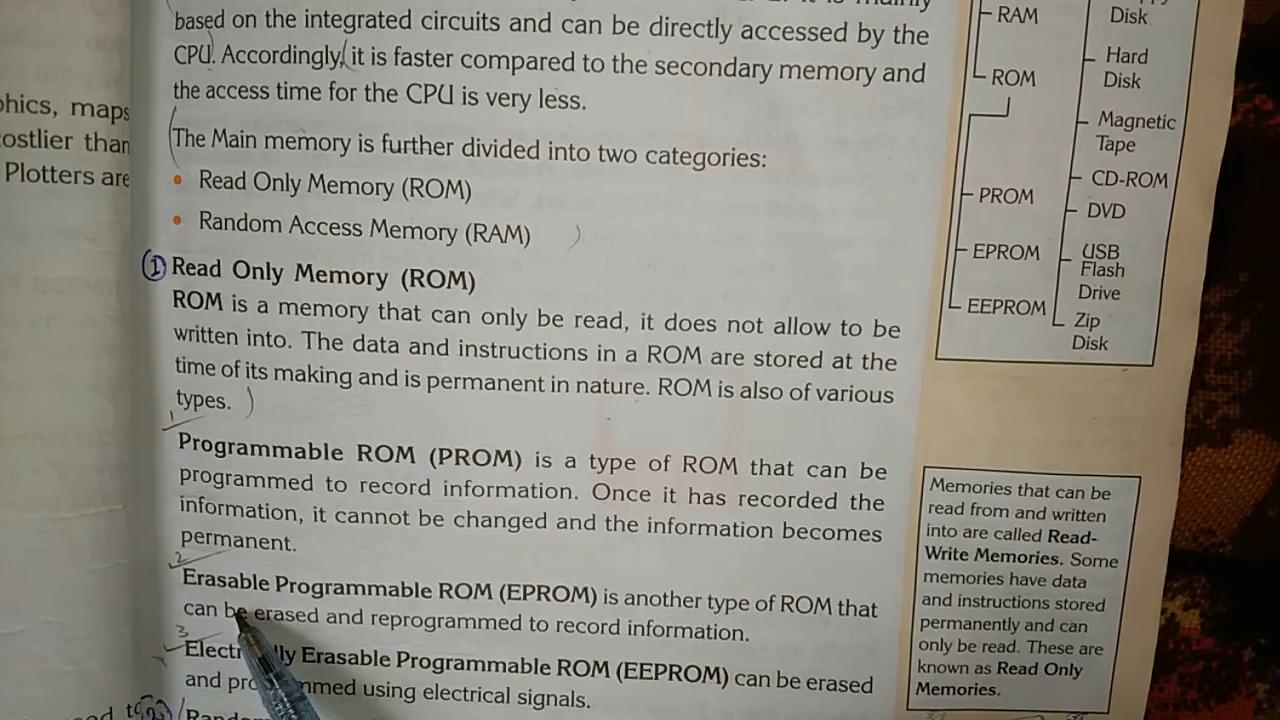 phics, maps
costlier than
Plotters are
based on the integrated circuits and can be directly accessed by the
CPU. Accordingly, it is faster compared to the secondary memory and
the access time for the CPU is very less.
The Main memory is further divided into two categories:
• Read Only Memory (ROM)
• Random Access Memory (RAM) )
① Read Only Memory (ROM)
ROM is a memory that can only be read, it does not allow to be
written into. The data and instructions in a ROM are stored at the
time of its making and is permanent in nature. ROM is also of various
types. )
1
Programmable ROM (PROM) is a type of ROM that can be
programmed to record information. Once it has recorded the
information, it cannot be changed and the information becomes
permanent.
2
Erasable Programmable ROM (EPROM) is another type of ROM that
can be erased and reprogrammed to record information.
3
Erasable Programmable ROM (EEPROM) can be erased
and using electrical signals.
RAM
ROM
PROM
EPROM
EEPROM
Disk
Hard
Disk
Magnetic
Tape
CD-ROM
DVD
USB
Flash
Drive
Zip
Disk
Memories that can be
read from and written
into are called Read-
Write Memories. Some
memories have data
and instructions stored
permanently and can
only be read. These are
known as Read Only
Memories.